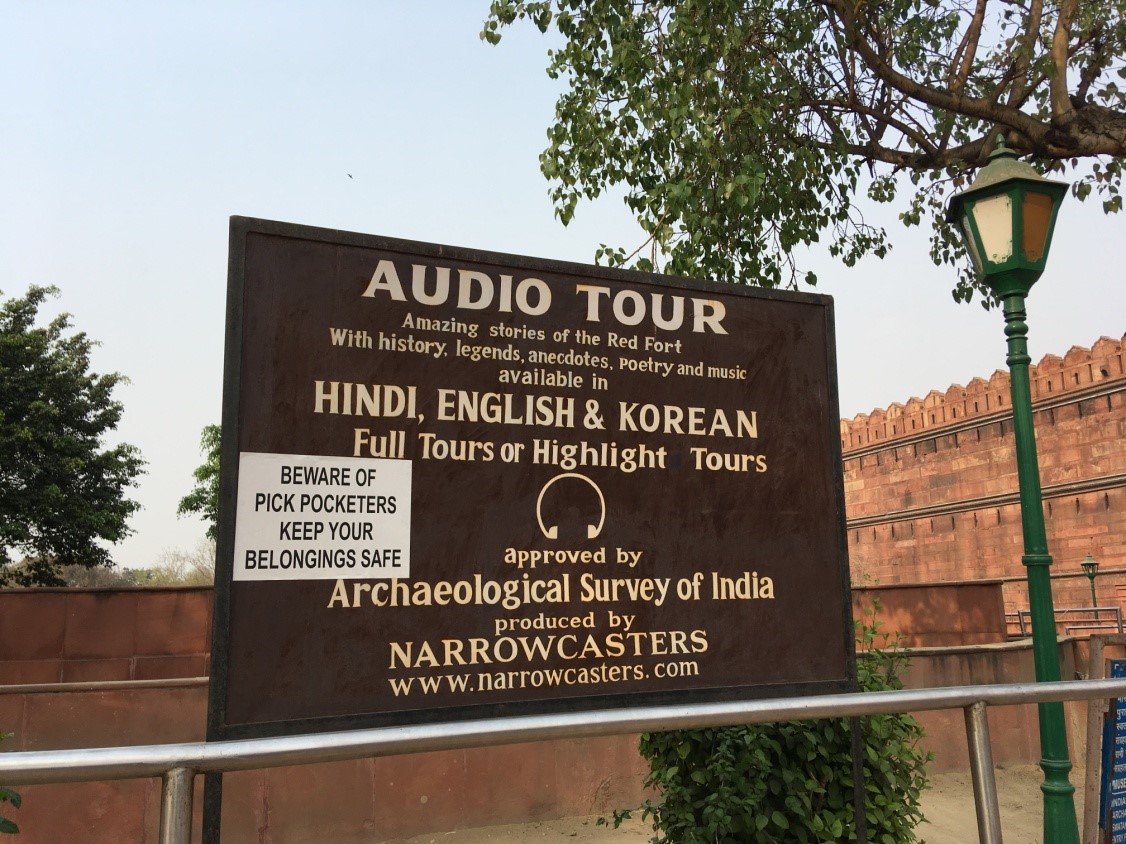 AUDIO TOUR
Amazing stories of the Red Fort
With history, legends, anecdotes, poetry and music
available in
HINDI, ENGLISH & KOREAN
Full Tours or Highlight Tours
BEWARE OF
PICK POCKETERS
KEEP YOUR
BELONGINGS SAFE
approved by
Archaeological Survey of India
produced by
NARROWCASTERS
www.narrowcasters.com